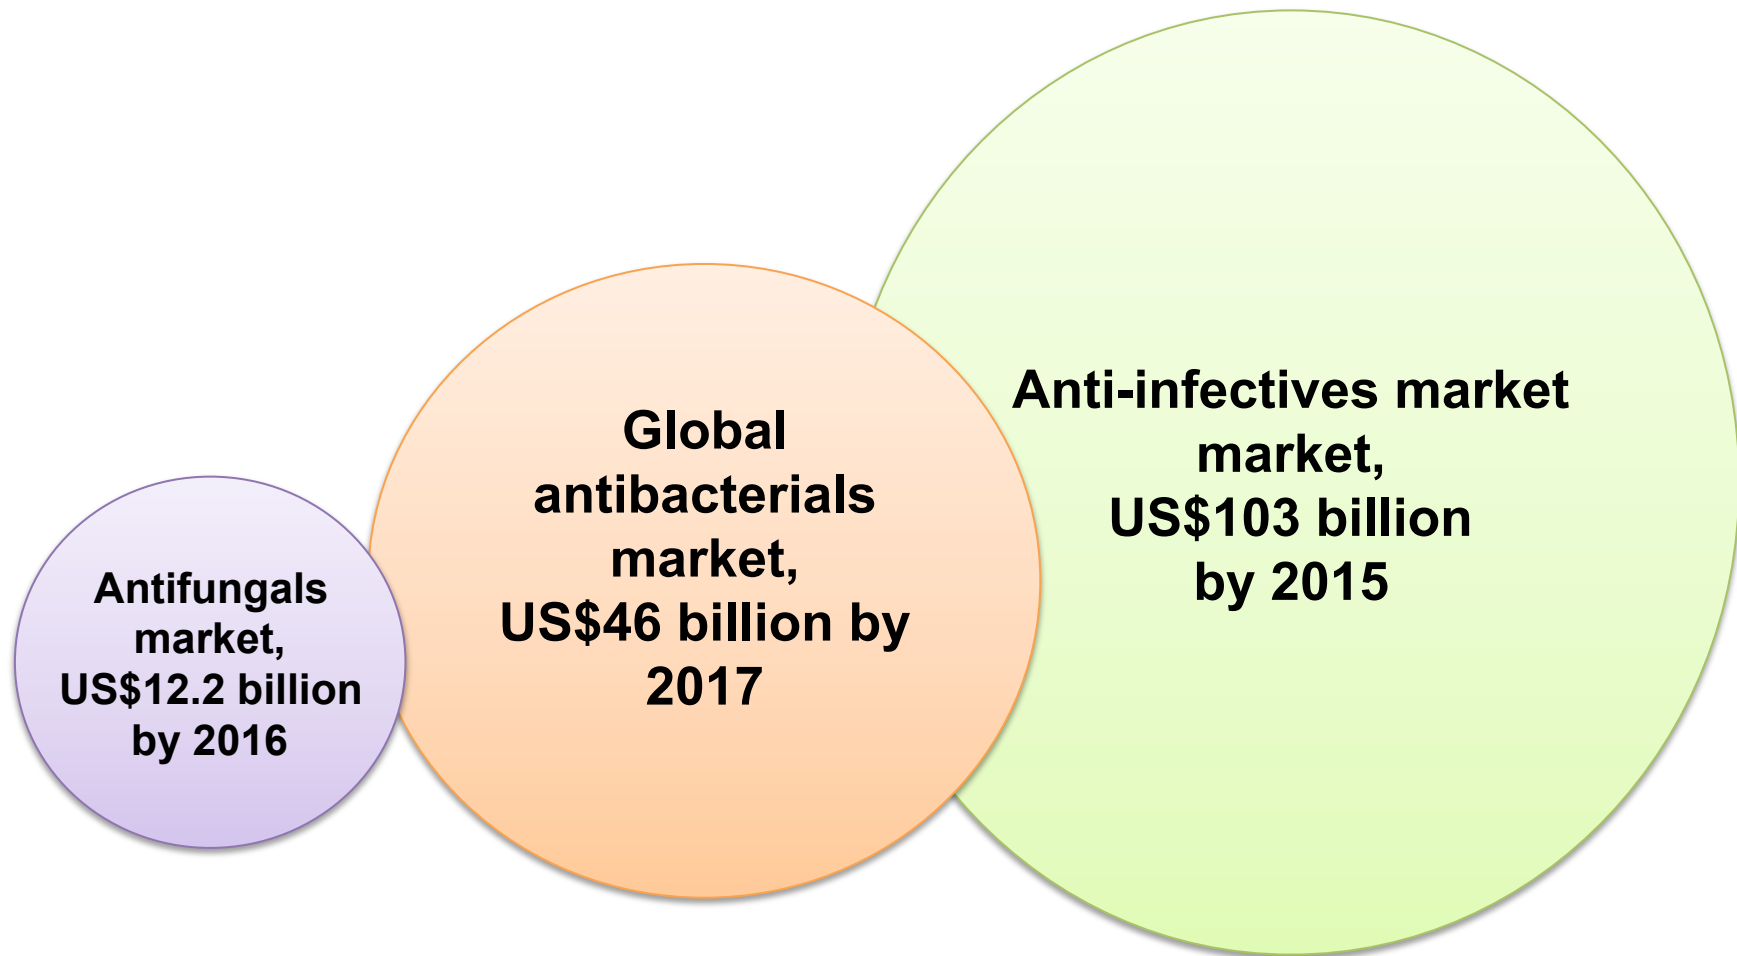 Antifungals
market,
US$12.2 billion
by 2016
Global
antibacterials
market,
US$46 billion by
2017
Anti-infectives market
market,
US$103 billion
by 2015